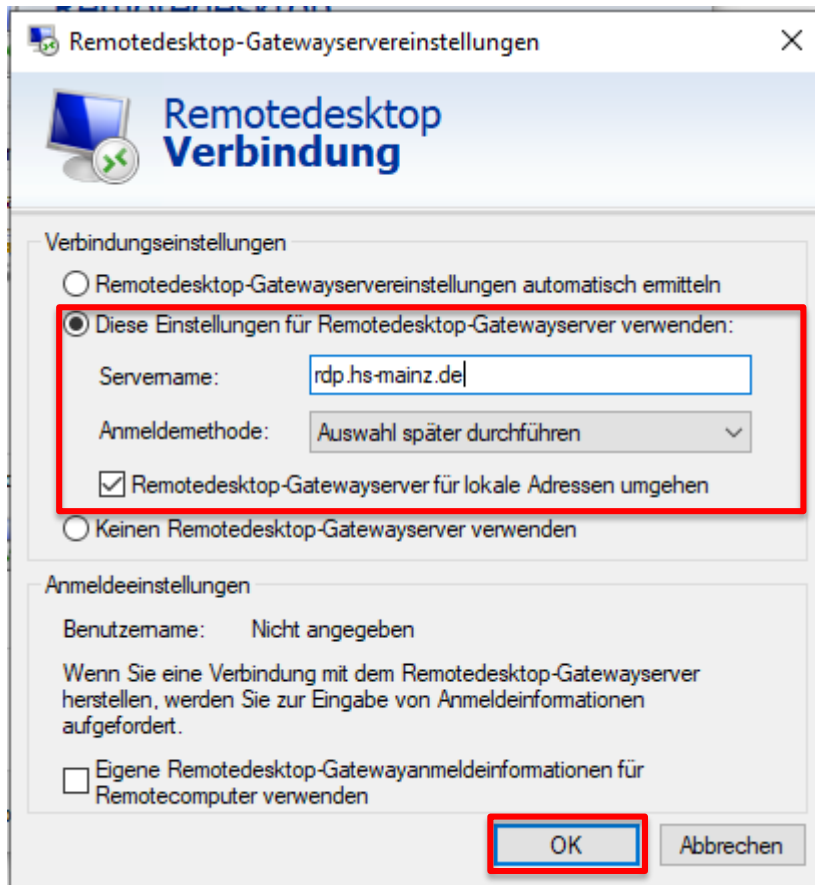 Remotedesktop
Remotedesktop-Gatewayservereinstellungen
Remotedesktop
Verbindung
Verbindungseinstellungen
Remotedesktop-Gatewayservereinstellungen automatisch ermitteln
Diese Einstellungen für Remotedesktop-Gatewayserver verwenden:
Servername: rdp.hs-mainz.de
Anmeldemethode: Auswahl später durchführen
Remotedesktop-Gatewayserver für lokale Adressen umgehen
Keinen Remotedesktop-Gatewayserver verwenden
Anmeldeeinstellungen
Benutzername: Nicht angegeben
Wenn Sie eine Verbindung mit dem Remotedesktop-Gatewayserver
herstellen, werden Sie zur Eingabe von Anmeldeinformationen
aufgefordert.
Eigene Remotedesktop-Gatewayanmeldeinformationen für
Remotecomputer verwenden
OK Abbrechen